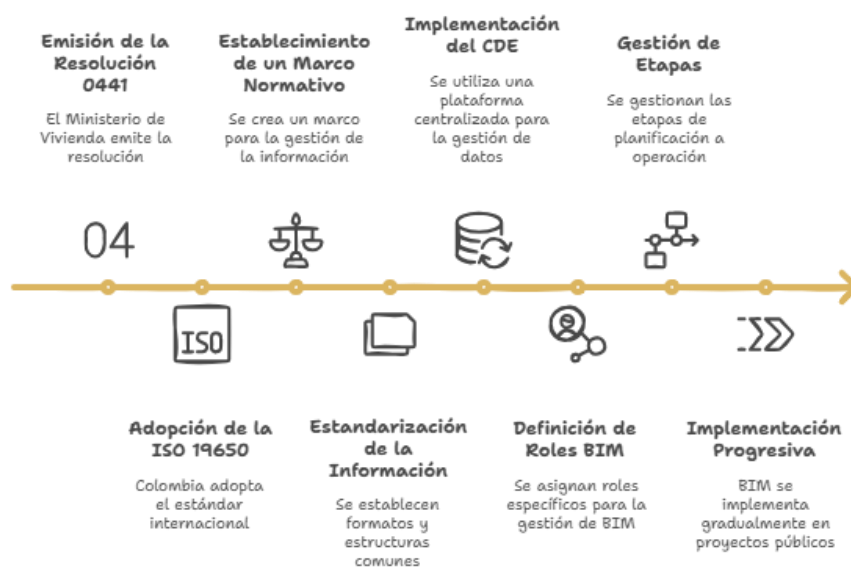 Emisión de la
Resolución
0441
El Ministerio de
Vivienda emite la
resolución
04
Adopción de la
ISO 19650
Colombia adopta
el estándar
internacional
ISO
Establecimiento
de un Marco
Normativo
Se crea un marco
para la gestión de
la información
Estandarización
de la
Información
Se establecen
formatos y
estructuras
comunes
Implementación
del CDE
Se utiliza una
plataforma
centralizada para
la gestión de
datos
Definición de
Roles BIM
Se asignan roles
específicos para la
gestión de BIM
Gestión de
Etapas
Se gestionan las
etapas de
planificación a
operación
Implementación
Progresiva
BIM se
implementa
gradualmente en
proyectos públicos